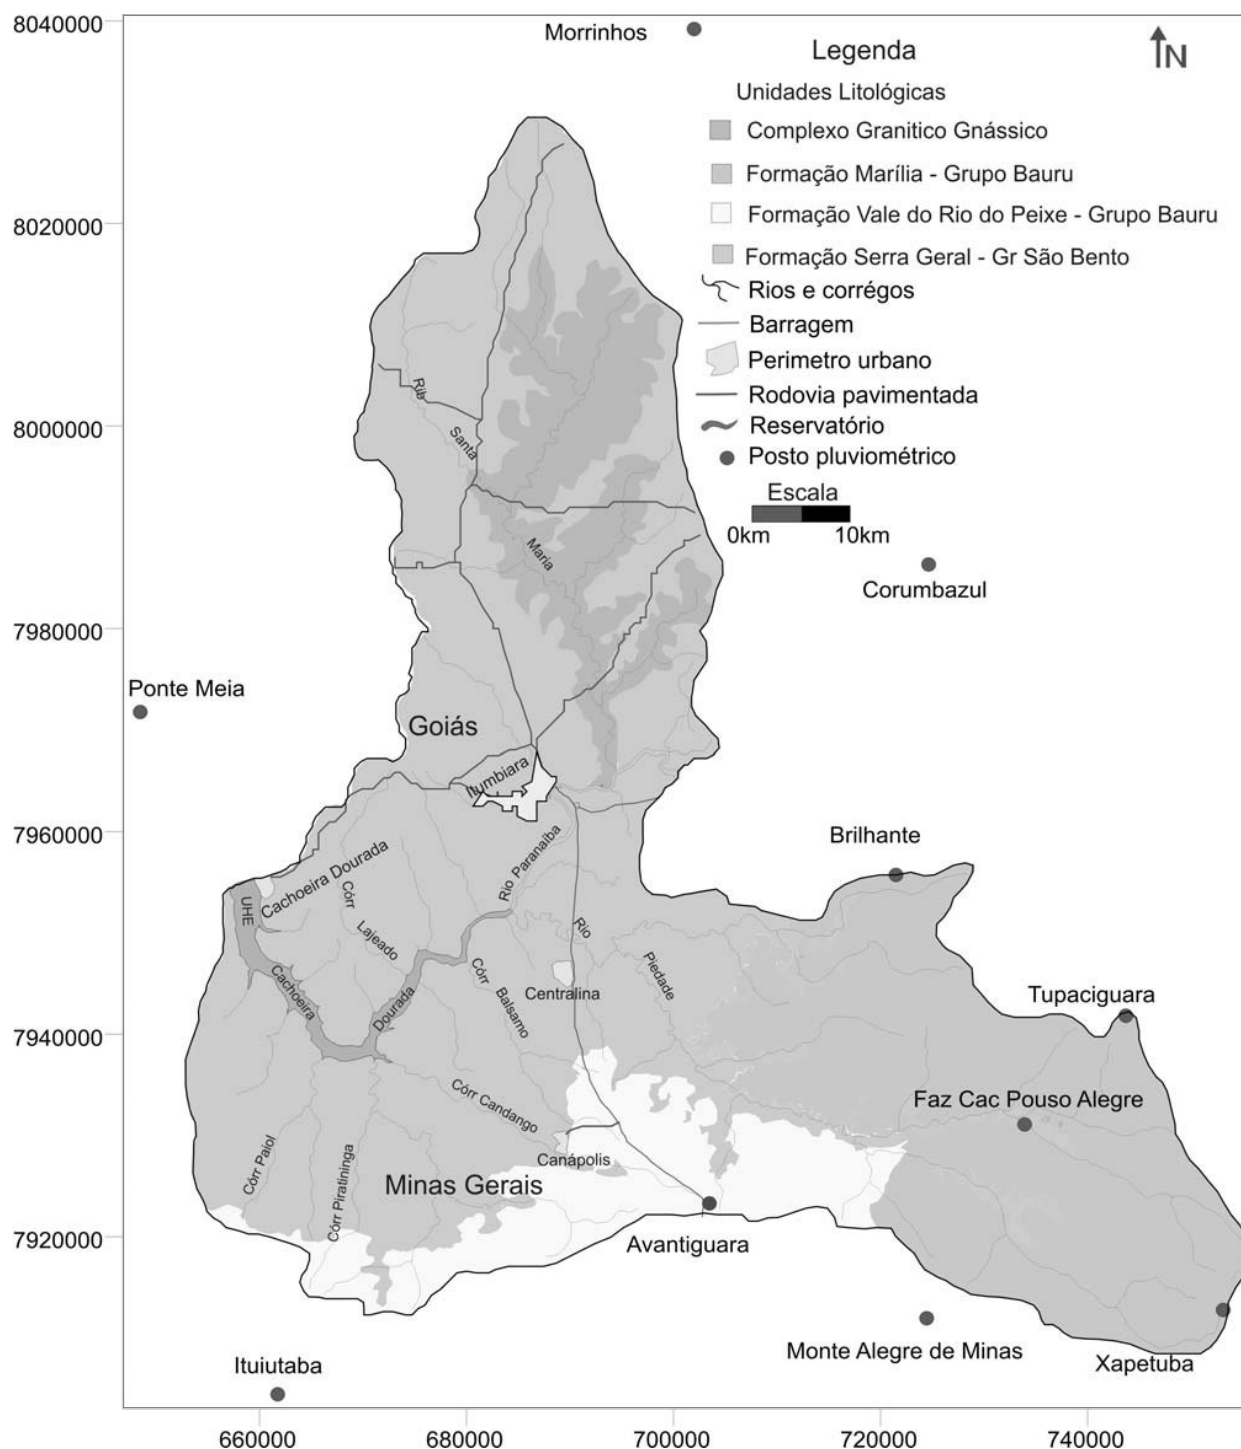 8040000
Morrinhos
Legenda
N
Unidades Litológicas
Complexo Granitico Gnássico
Formação Marília - Grupo Bauru
8020000
Formação Vale do Rio do Peixe - Grupo Bauru
Formação Serra Geral - Gr São Bento
Rios e corrégos
Barragem
Perimetro urbano
Rodovia pavimentada
8000000
Reservatório
Posto pluviométrico
Rib
Santa
Maria
Escala
0km 10km
Corumbazul
7980000
Ponte Meia
Goiás
Itumbiara
7960000
Brilhante
Rio Paranaíba
Cachoeira Dourada
UHE
Córr
Lajeado
Rio
Piedade
Cachoeira
Dourada
Córr
Balsamo
Centralina
Tupaciguara
7940000
Córr Candango
Faz Cac Pouso Alegre
Córr Paiol
Córr Piratininga
Canápolis
Minas Gerais
7920000
Avantiguara
Monte Alegre de Minas
Xapetuba
Ituiutaba
660000 680000 700000 720000 740000